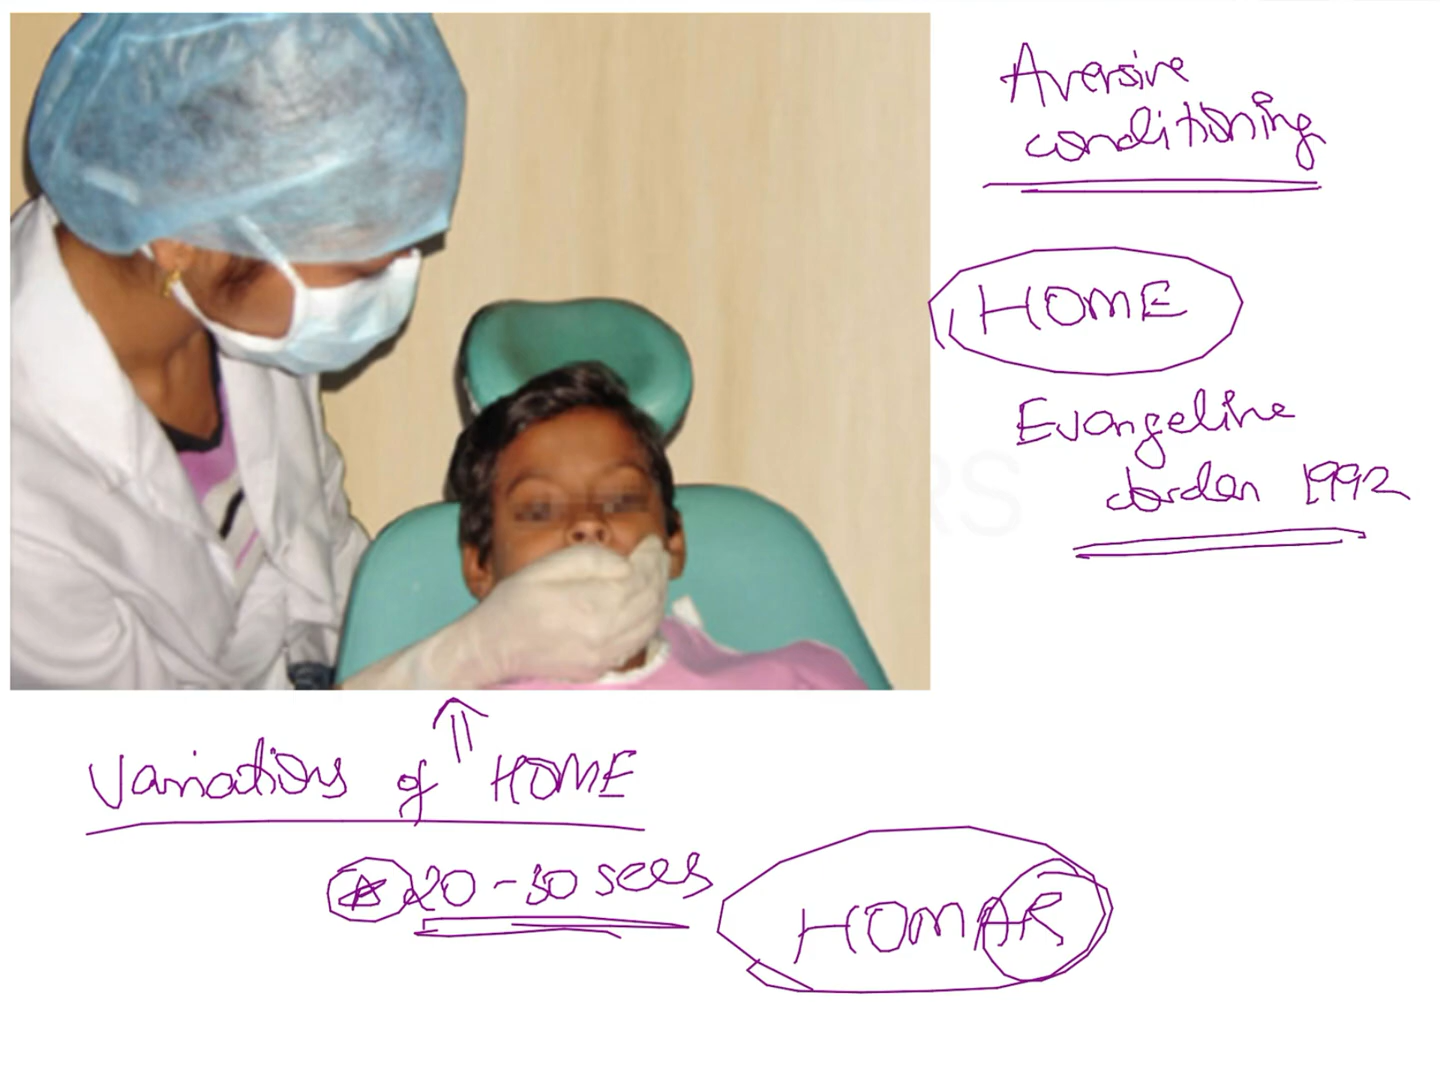 Aversive
conditioning
HOME
Evangeline
Jordan 1992
Variations of HOME
20-30 secs
HOMAR